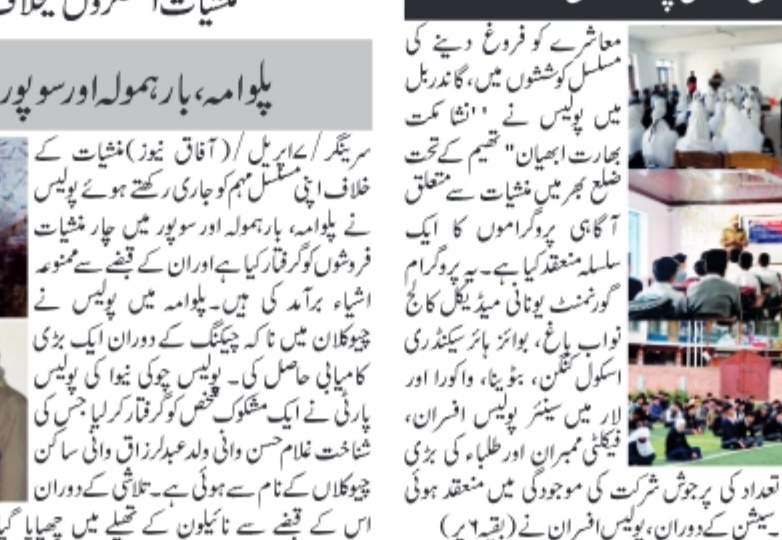 معاشرے کو فروغ دینے کی
مسلسل کوششوں میں، گاندربل
میں پولیس نے ''نشا مکت
بھارت ابھیان" تھیم کے تحت
ضلع بھر میں منشیات سے متعلق
آگاہی پروگراموں کا ایک
سلسلہ منعقد کیا ہے۔ یہ پروگرام
گورنمنٹ یونانی میڈیکل کالج
نواب باغ، بوائز ہائر سیکنڈری
اسکول کنگن، بٹوینا، واکورا اور
لار میں سینئر پولیس افسران،
فیکلٹی ممبران اور طلباء کی بڑی
تعداد کی پرجوش شرکت کی موجودگی میں منعقد ہوئی
سیشن کے دوران، پولیس افسران نے (بقیہ ۶ پر)
پلوامہ، بارہمولہ اور سوپور
سرینگر/۷اپریل/(آفاق نیوز) منشیات کے
خلاف اپنی مسلسل مہم کو جاری رکھتے ہوئے پولیس
نے پلوامہ، بارہمولہ اور سوپور میں چار منشیات
فروشوں کو گرفتار کیا ہے اور ان کے قبضے سے ممنوعہ
اشیاء برآمد کی ہیں۔ پلوامہ میں پولیس نے
چیوکلان میں ناکہ چیکنگ کے دوران ایک بڑی
کامیابی حاصل کی۔ پولیس چوکی نیوا کی پولیس
پارٹی نے ایک مشکوک شخص کو گرفتار کر لیا جس کی
شناخت غلام حسن وانی ولد عبدلرزاق وانی ساکن
چیوکلاں کے نام سے ہوئی ہے۔ تلاشی کے دوران
اس کے قبضے سے نائیلون کے تھیلے میں چھپایا گیا